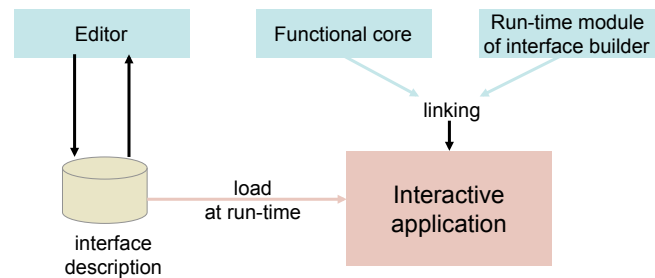 Editor
Functional core
Run-time module
of interface builder
linking
load
at run-time
Interactive
application
interface
description